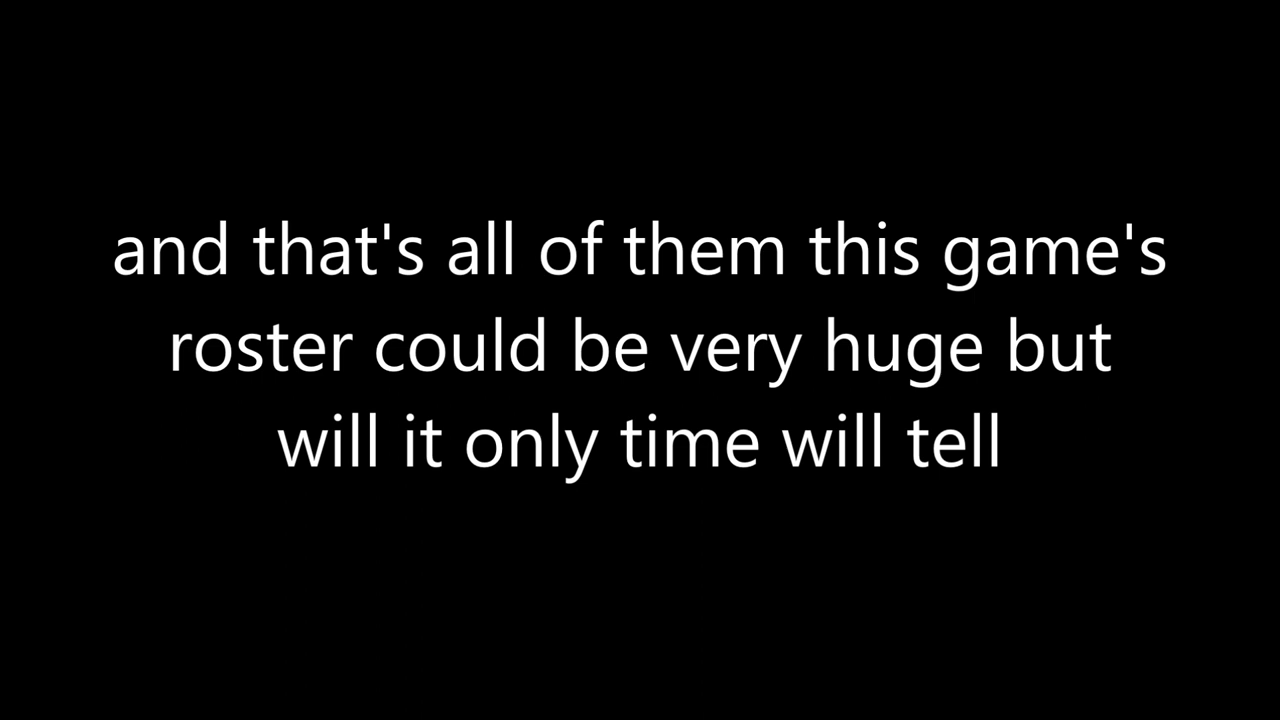 and that's all of them this game's
roster could be very huge but
will it only time will tell